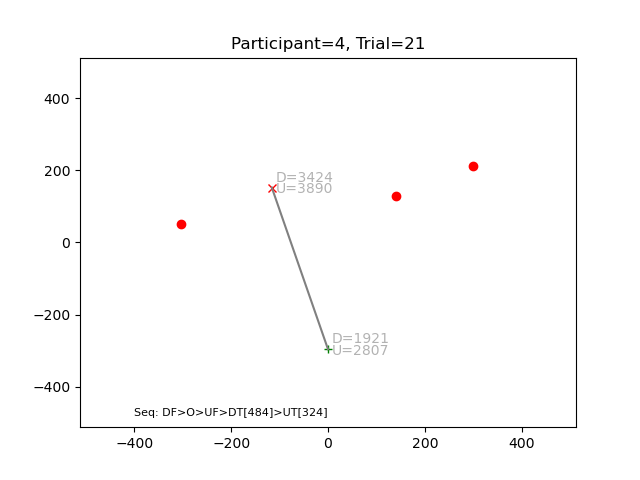 Participant=4, Trial=21
400
200
0
−200
−400
D=3424
U=3890
D=1921
U=2807
Seq: DF>O>UF>DT[484]>UT[324]
−400 −200 0 200 400